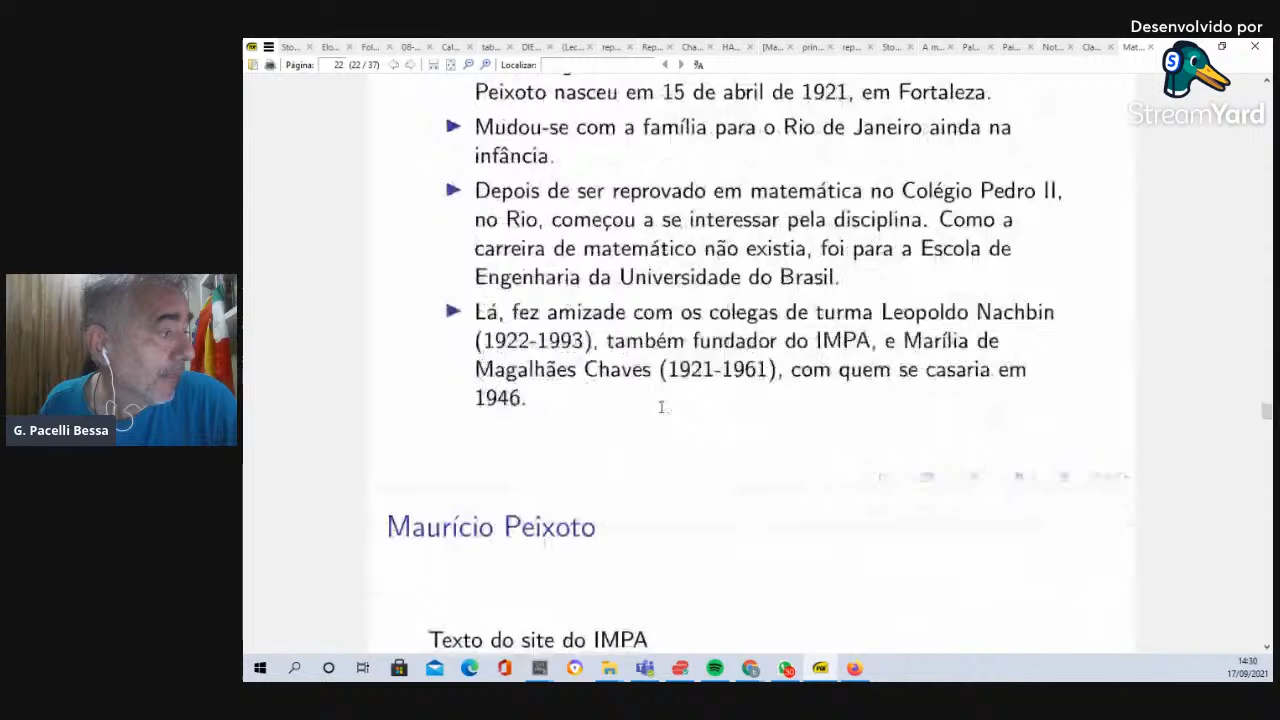 Desenvolvido por
StreamYard
Página: 22 (22 / 37) Localizar:
Peixoto nasceu em 15 de abril de 1921, em Fortaleza.
Mudou-se com a família para o Rio de Janeiro ainda na
infância.
Depois de ser reprovado em matemática no Colégio Pedro II,
no Rio, começou a se interessar pela disciplina. Como a
carreira de matemático não existia, foi para a Escola de
Engenharia da Universidade do Brasil.
Lá, fez amizade com os colegas de turma Leopoldo Nachbin
(1922-1993), também fundador do IMPA, e Marília de
Magalhães Chaves (1921-1961), com quem se casaria em
1946.
G. Pacelli Bessa
Maurício Peixoto
Texto do site do IMPA
14:30
17/09/2021